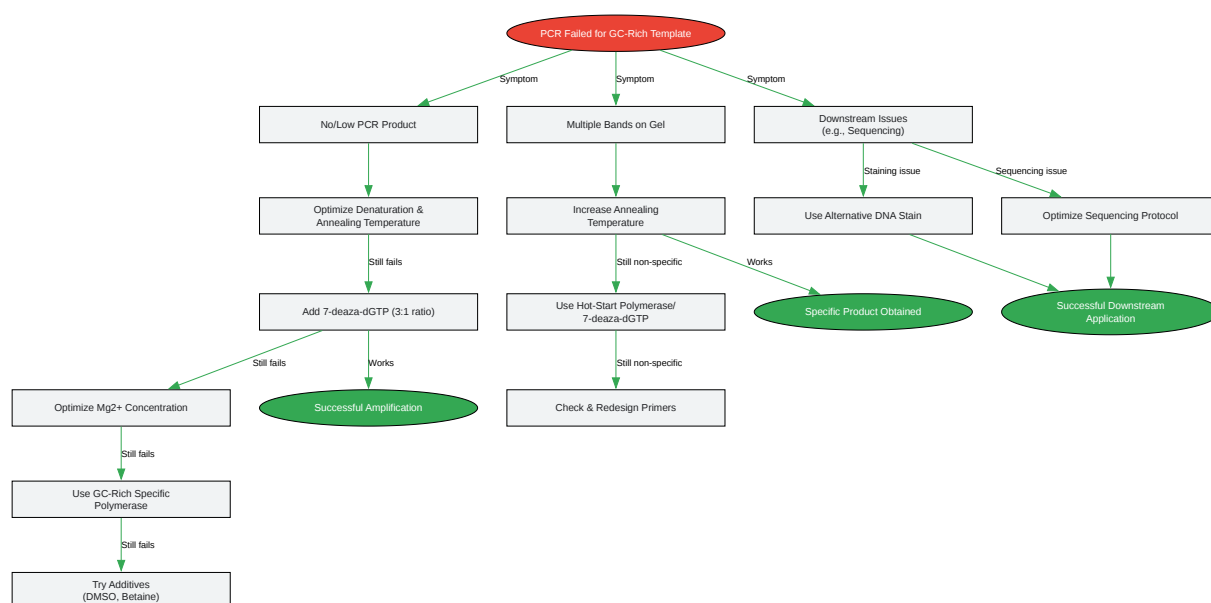 PCR Failed for GC-Rich Template
Symptom
Symptom
Symptom
No/Low PCR Product
Multiple Bands on Gel
Downstream Issues
(e.g., Sequencing)
Staining issue
Sequencing issue
Optimize Denaturation &
Annealing Temperature
Increase Annealing
Temperature
Use Alternative DNA Stain
Optimize Sequencing Protocol
Still fails
Still non-specific
Works
Add 7-deaza-dGTP (3:1 ratio)
Use Hot-Start Polymerase/
7-deaza-dGTP
Specific Product Obtained
Successful Downstream
Application
Still fails
Works
Still non-specific
Optimize Mg2+ Concentration
Successful Amplification
Check & Redesign Primers
Still fails
Use GC-Rich Specific
Polymerase
Still fails
Try Additives
(DMSO, Betaine)